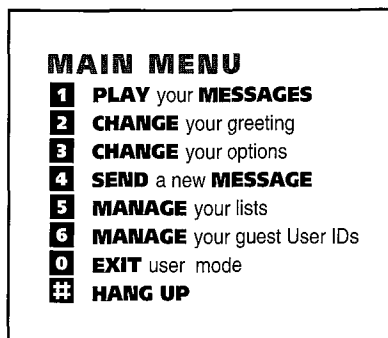 MAIN MENU
1 PLAY your MESSAGES
2 CHANGE your greeting
3 CHANGE your options
4 SEND a new MESSAGE
5 MANAGE your lists
6 MANAGE your guest User IDs
0 EXIT user mode
# HANG UP